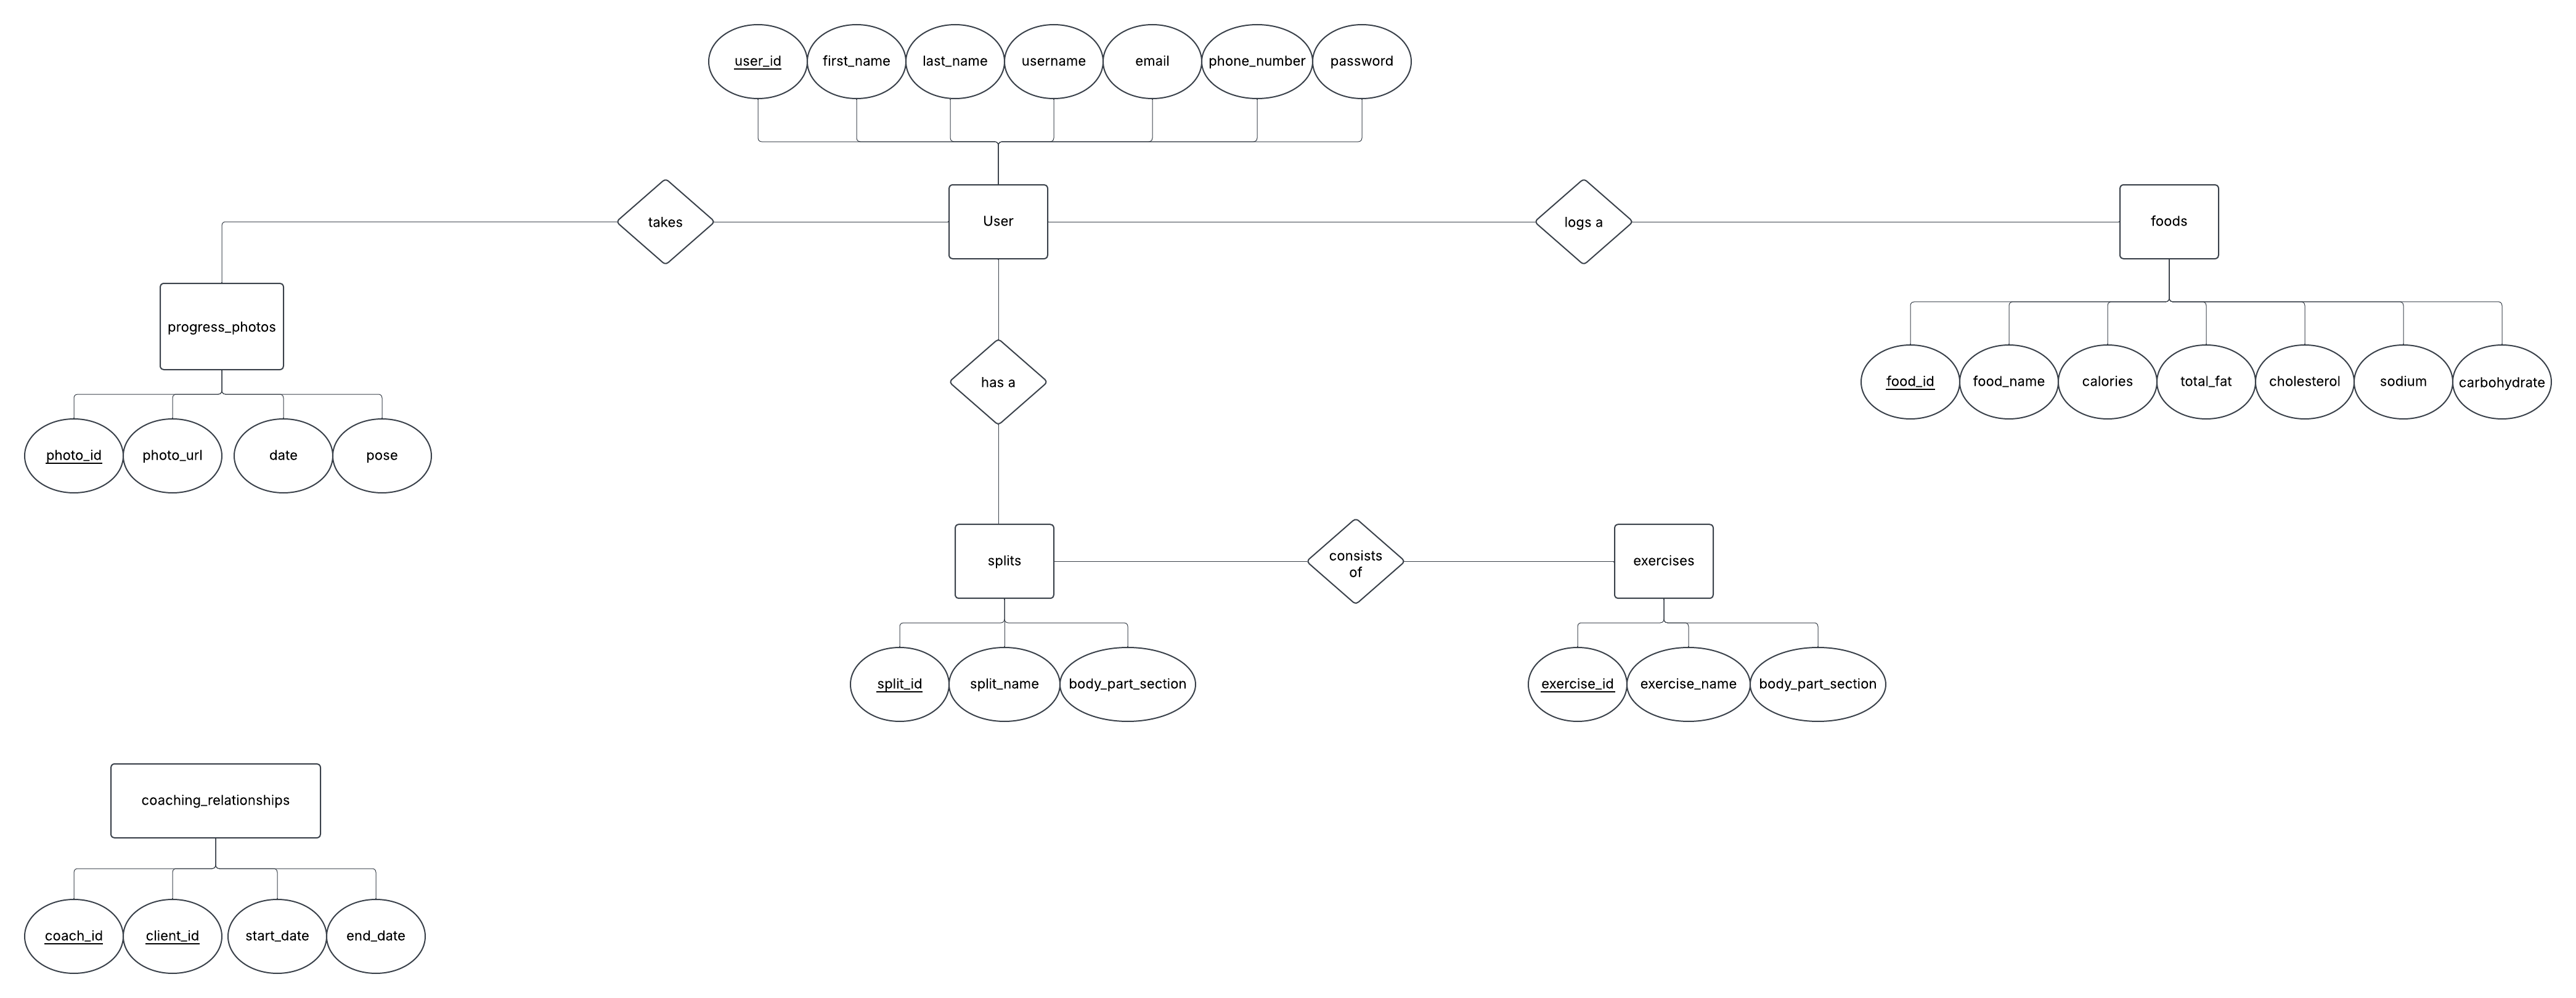 user_id
first_name
last_name
username
email
phone_number
password
takes
User
logs a
foods
progress_photos
has a
food_id
food_name
calories
total_fat
cholesterol
sodium
carbohydrate
photo_id
photo_url
date
pose
splits
consists
of
exercises
split_id
split_name
body_part_section
exercise_id
exercise_name
body_part_section
coaching_relationships
coach_id
client_id
start_date
end_date